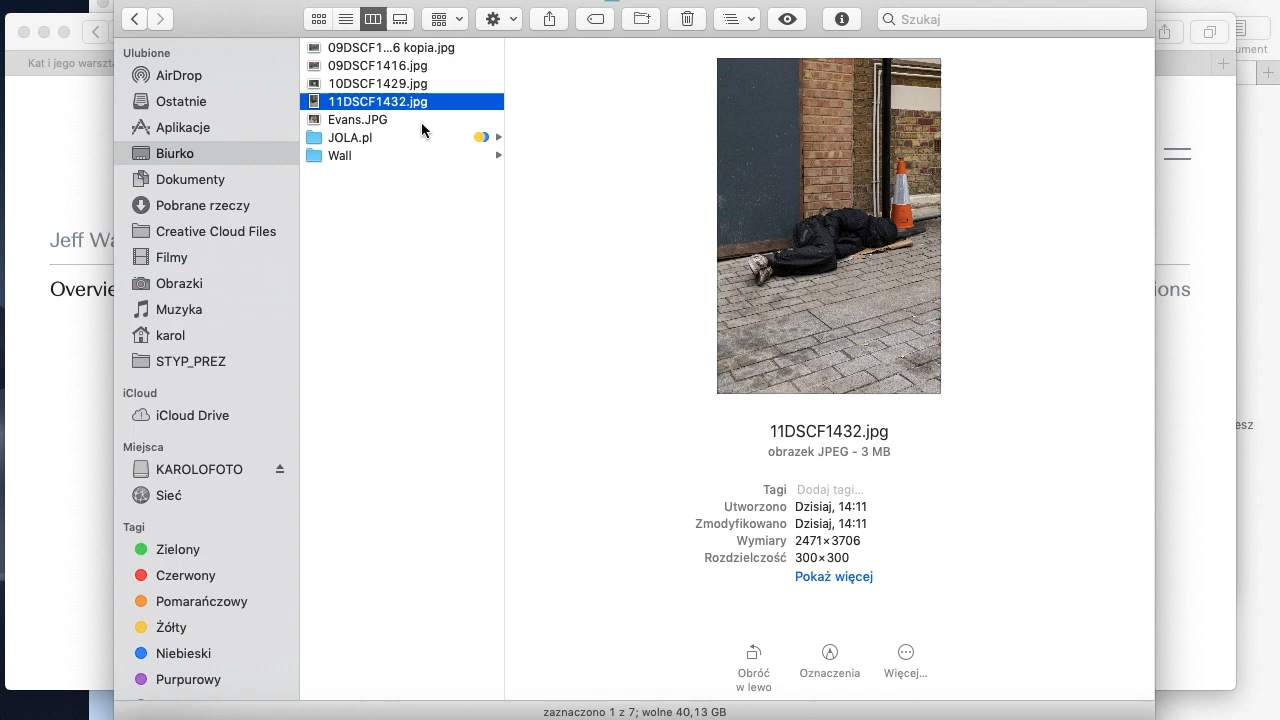 Szukaj
ument
Kat i jego warszta
Ulubione
AirDrop
Ostatnie
Aplikacje
Biurko
Dokumenty
Pobrane rzeczy
Creative Cloud Files
Filmy
Obrazki
Muzyka
karol
STYP_PREZ
iCloud
iCloud Drive
Miejsca
KAROLOFOTO
Sieć
Tagi
Zielony
Czerwony
Pomarańczowy
Żółty
Niebieski
Purpurowy
09DSCF1...6 kopia.jpg
09DSCF1416.jpg
10DSCF1429.jpg
11DSCF1432.jpg
Evans.JPG
JOLA.pl
Wall
Jeff Wa
Overvie
ions
esz
11DSCF1432.jpg
obrazek JPEG - 3 MB
Tagi Dodaj tagi...
Utworzono Dzisiaj, 14:11
Zmodyfikowano Dzisiaj, 14:11
Wymiary 2471×3706
Rozdzielczość 300×300
Pokaż więcej
Obróć
w lewo
Oznaczenia
Więcej...
zaznaczono 1 z 7; wolne 40,13 GB